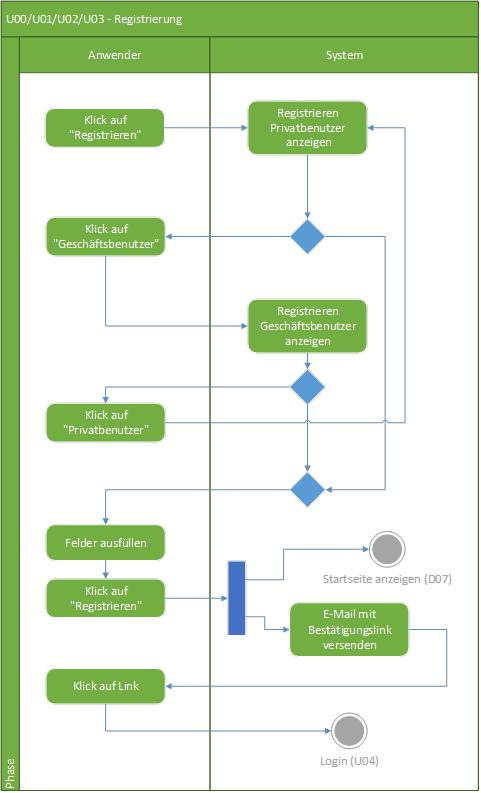 U00/U01/U02/U03 - Registrierung
Anwender
System
Klick auf
"Registrieren"
Registrieren
Privatbenutzer
anzeigen
Klick auf
"Geschäftsbenutzer"
Registrieren
Geschäftsbenutzer
anzeigen
Klick auf
"Privatbenutzer"
Felder ausfüllen
Klick auf
"Registrieren"
Startseite anzeigen (D07)
E-Mail mit
Bestätigungslink
versenden
Klick auf Link
Login (U04)
Phase